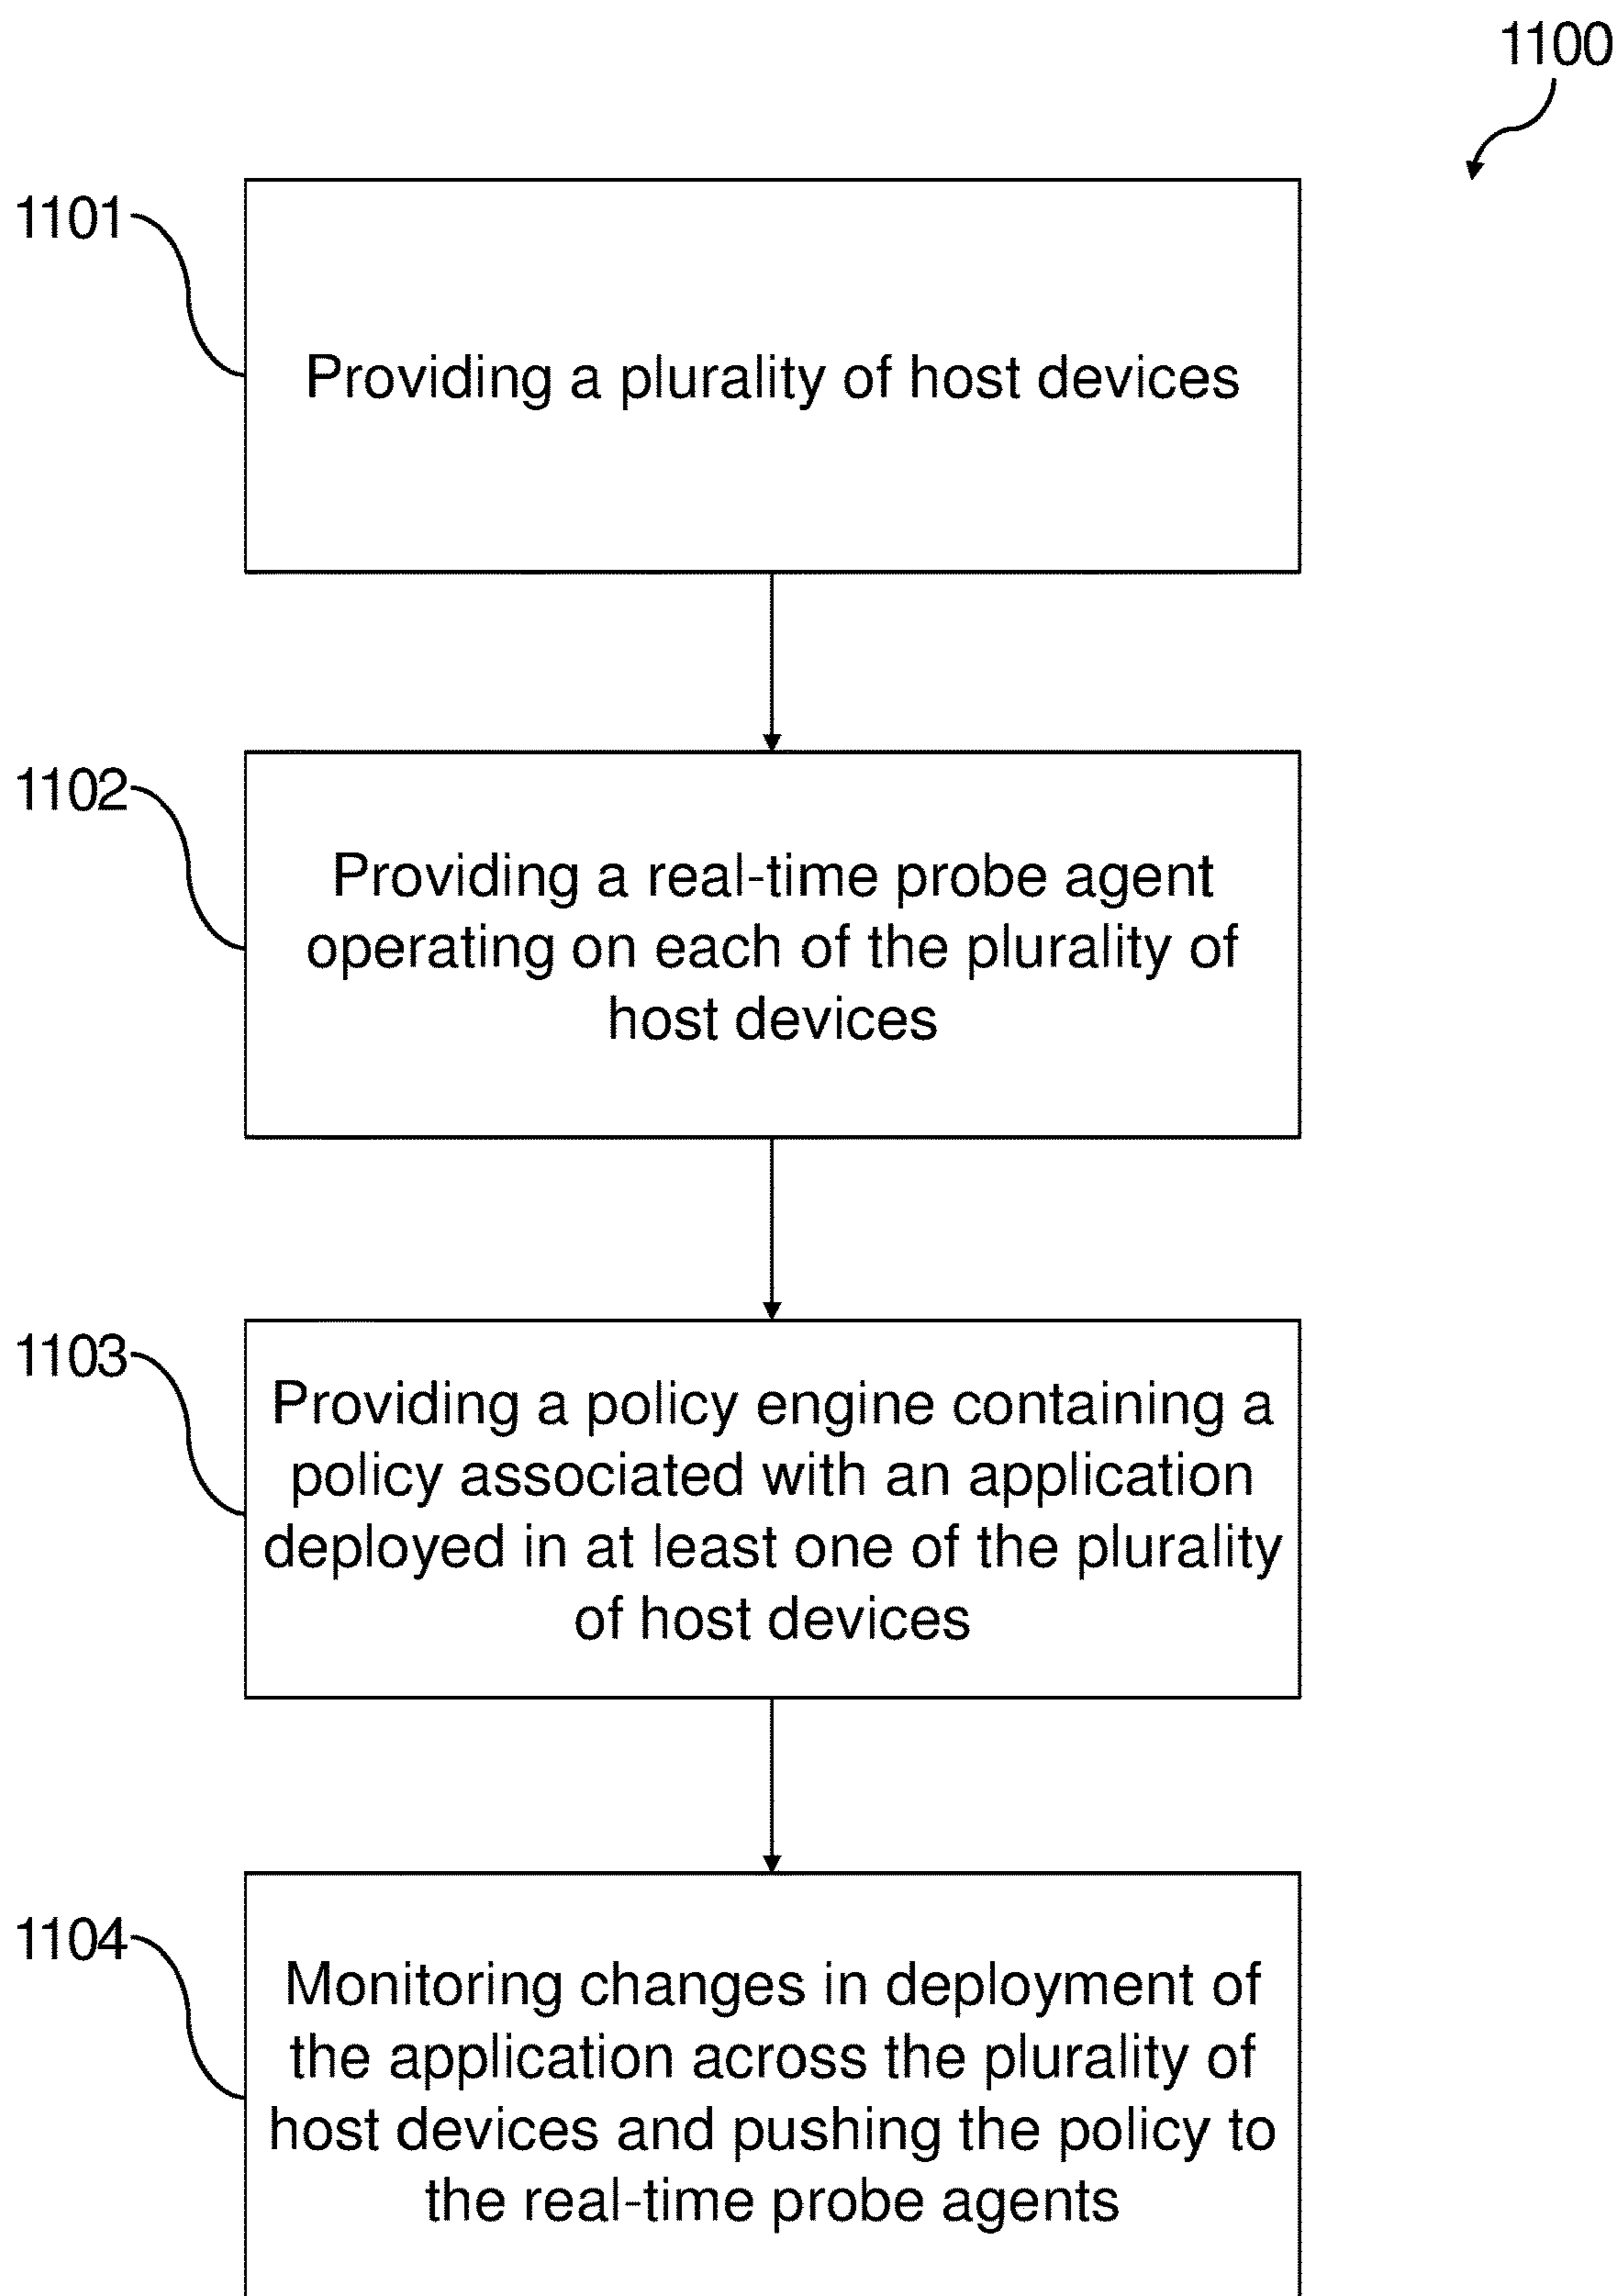 1100
1101
Providing a plurality of host devices
1102
Providing a real-time probe agent
operating on each of the plurality of
host devices
1103
Providing a policy engine containing a
policy associated with an application
deployed in at least one of the plurality
of host devices
1104
Monitoring changes in deployment of
the application across the plurality of
host devices and pushing the policy to
the real-time probe agents